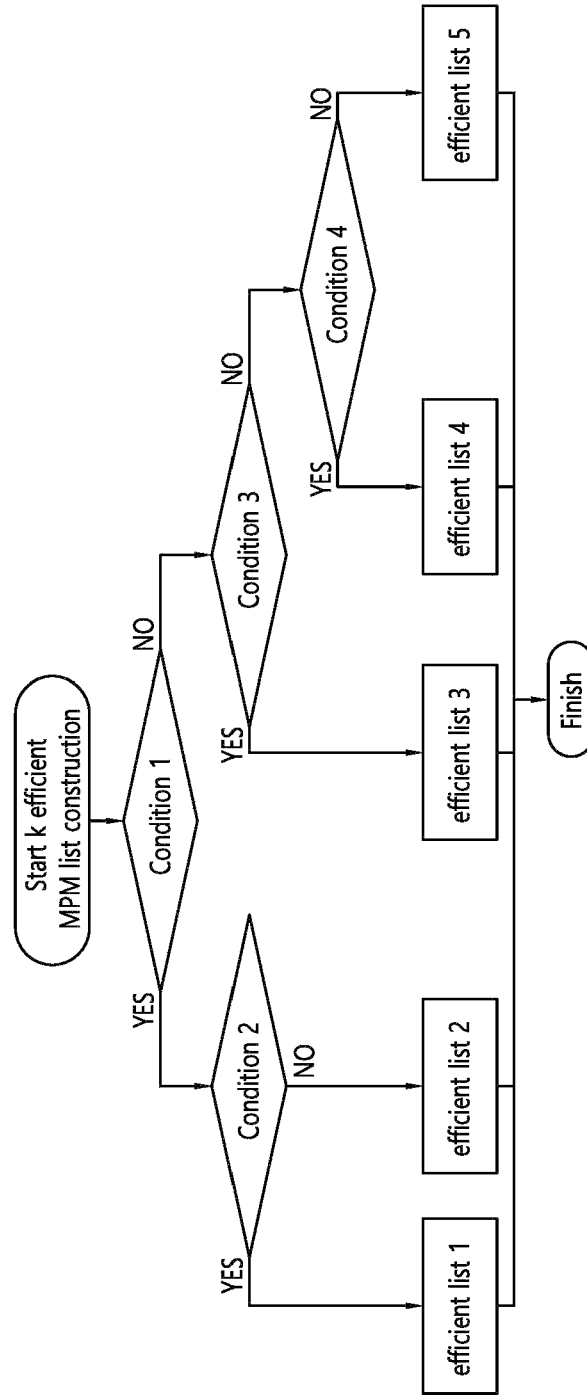 Start k efficient
MPM list construction
Condition 1
YES
NO
Condition 2
YES
NO
Condition 3
YES
NO
Condition 4
YES
NO
efficient list 1
efficient list 2
efficient list 3
efficient list 4
efficient list 5
Finish